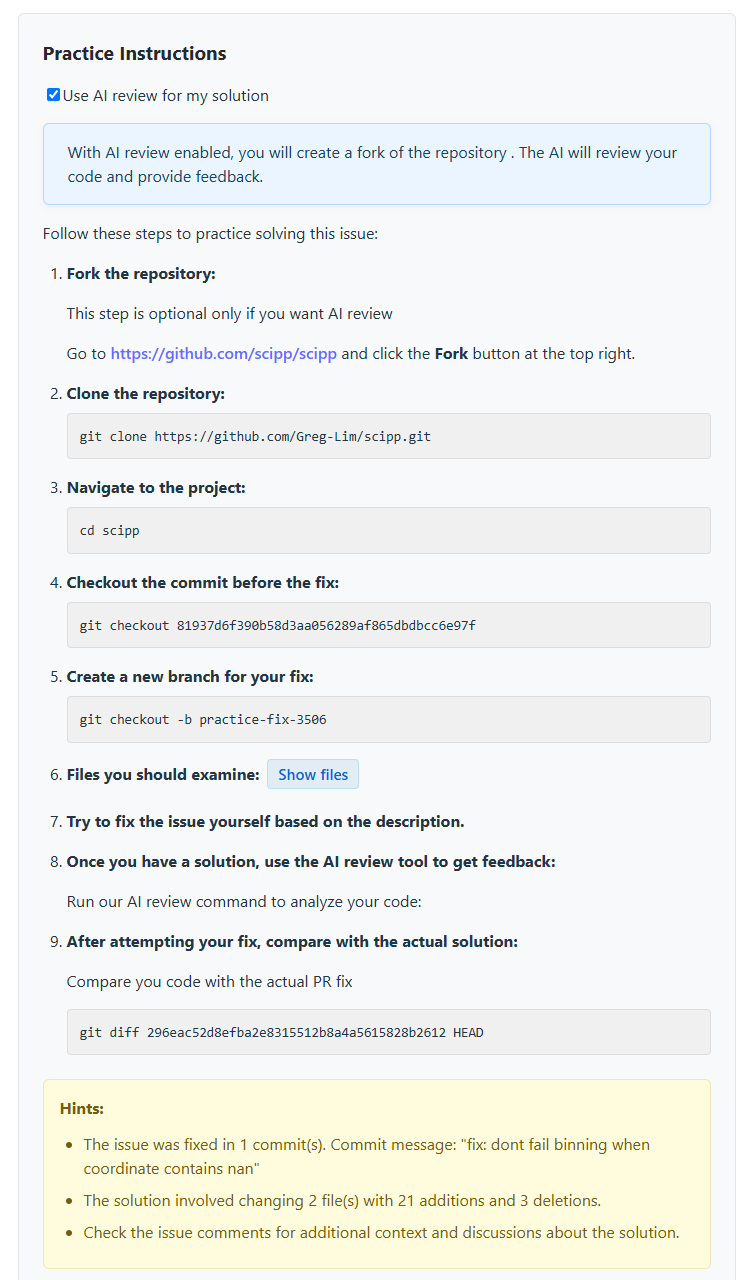 Practice Instructions
Use AI review for my solution
With AI review enabled, you will create a fork of the repository . The AI will review your
code and provide feedback.
Follow these steps to practice solving this issue:
1. Fork the repository:
This step is optional only if you want AI review
Go to https://github.com/scipp/scipp and click the Fork button at the top right.
2. Clone the repository:
git clone https://github.com/Greg-Lim/scipp.git
3. Navigate to the project:
cd scipp
4. Checkout the commit before the fix:
git checkout 81937d6f390b58d3aa056289af865dbdbcc6e97f
5. Create a new branch for your fix:
git checkout -b practice-fix-3506
6. Files you should examine: Show files
7. Try to fix the issue yourself based on the description.
8. Once you have a solution, use the AI review tool to get feedback:
Run our AI review command to analyze your code:
9. After attempting your fix, compare with the actual solution:
Compare you code with the actual PR fix
git diff 296eac52d8efba2e8315512b8a4a5615828b2612 HEAD
Hints:
• The issue was fixed in 1 commit(s). Commit message: "fix: dont fail binning when
coordinate contains nan"
• The solution involved changing 2 file(s) with 21 additions and 3 deletions.
• Check the issue comments for additional context and discussions about the solution.